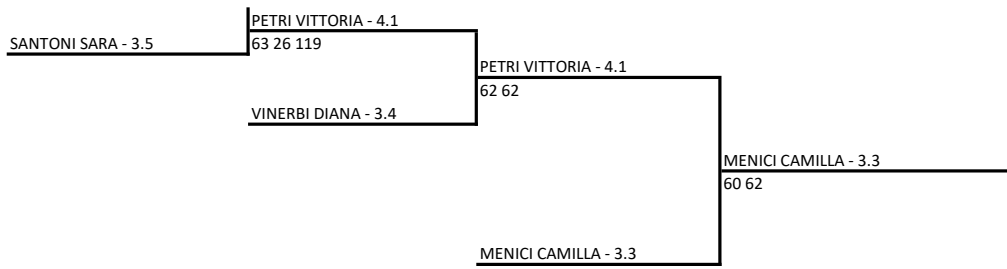 PETRI VITTORIA - 4.1
SANTONI SARA - 3.5
63 26 119
PETRI VITTORIA - 4.1
62 62
VINERBI DIANA - 3.4
MENICI CAMILLA - 3.3
60 62
MENICI CAMILLA - 3.3